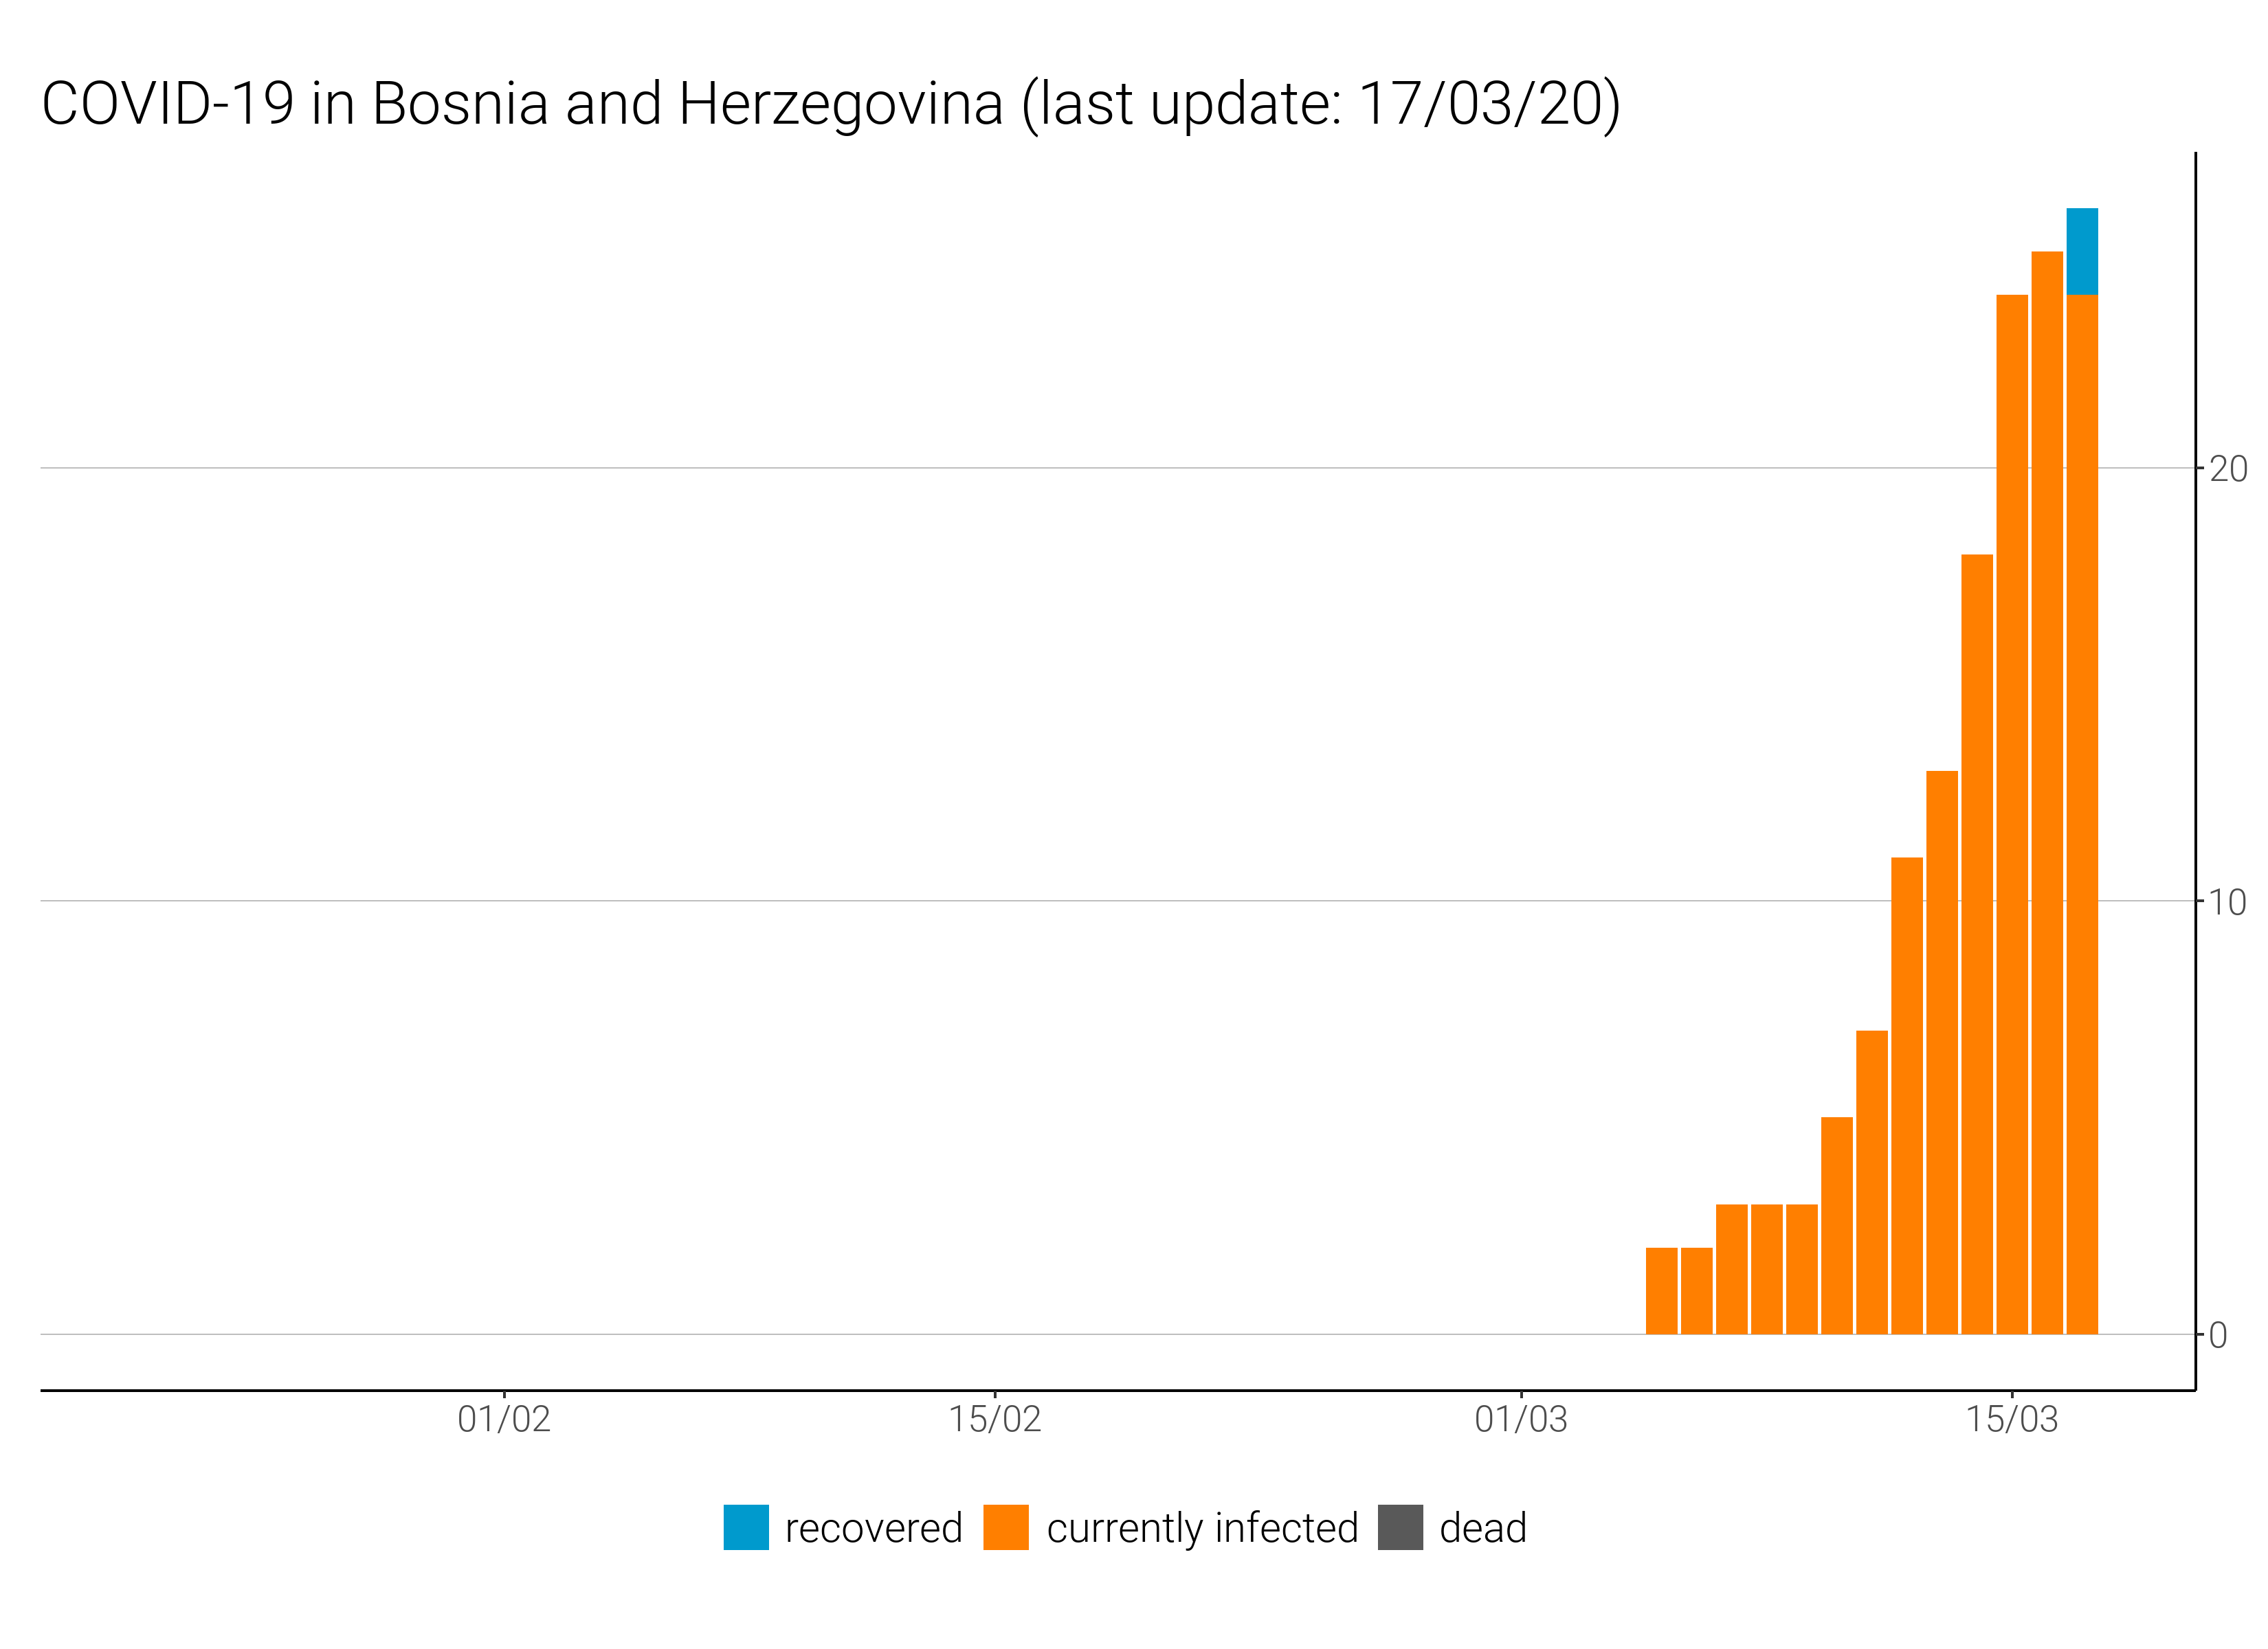 COVID-19 in Bosnia and Herzegovina (last update: 17/03/20)
20
10
0
01/02 15/02 01/03 15/03
recovered currently infected dead